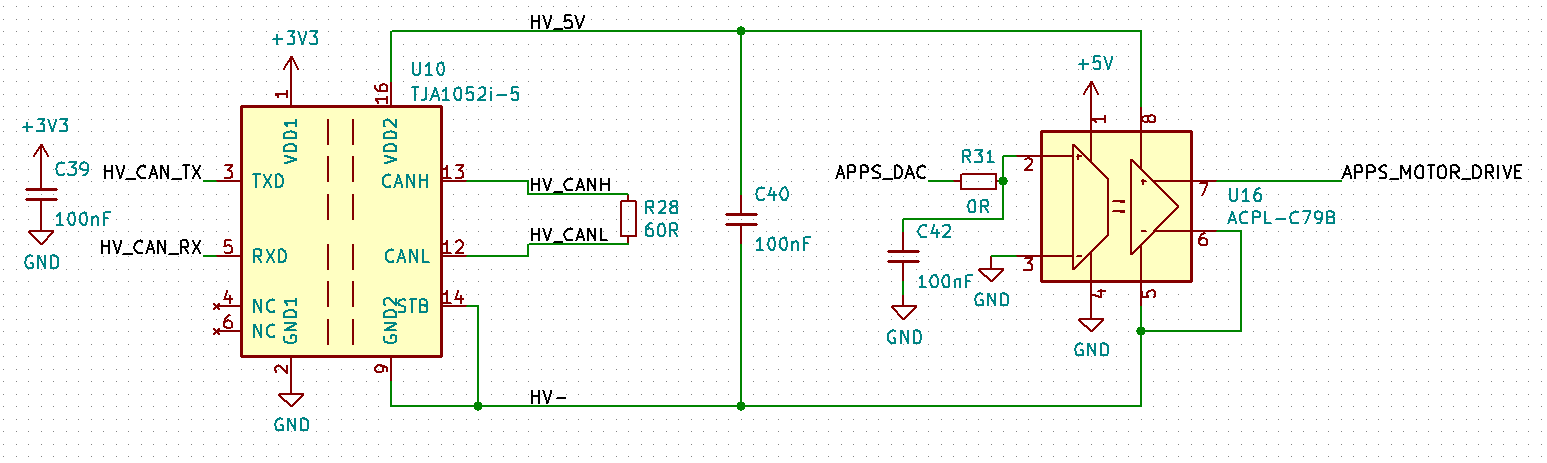 HV_5V
+3V3
+5V
U10
TJA1052i-5
1
16
1
8
+3V3
VDD1
VDD2
C39
100nF
GND
HV_CAN_TX
3
TXD
CANH
13
HV_CANH
R28
60R
HV_CANL
HV_CAN_RX
5
RXD
CANL
12
4
NC
6
NC
GND1
GND2
STB
14
2
9
GND
HV-
C40
100nF
APPS_DAC
R31
0R
C42
100nF
GND
2
+
3
-
GND
4
GND
+
-
7
6
5
APPS_MOTOR_DRIVE
U16
ACPL-C79B